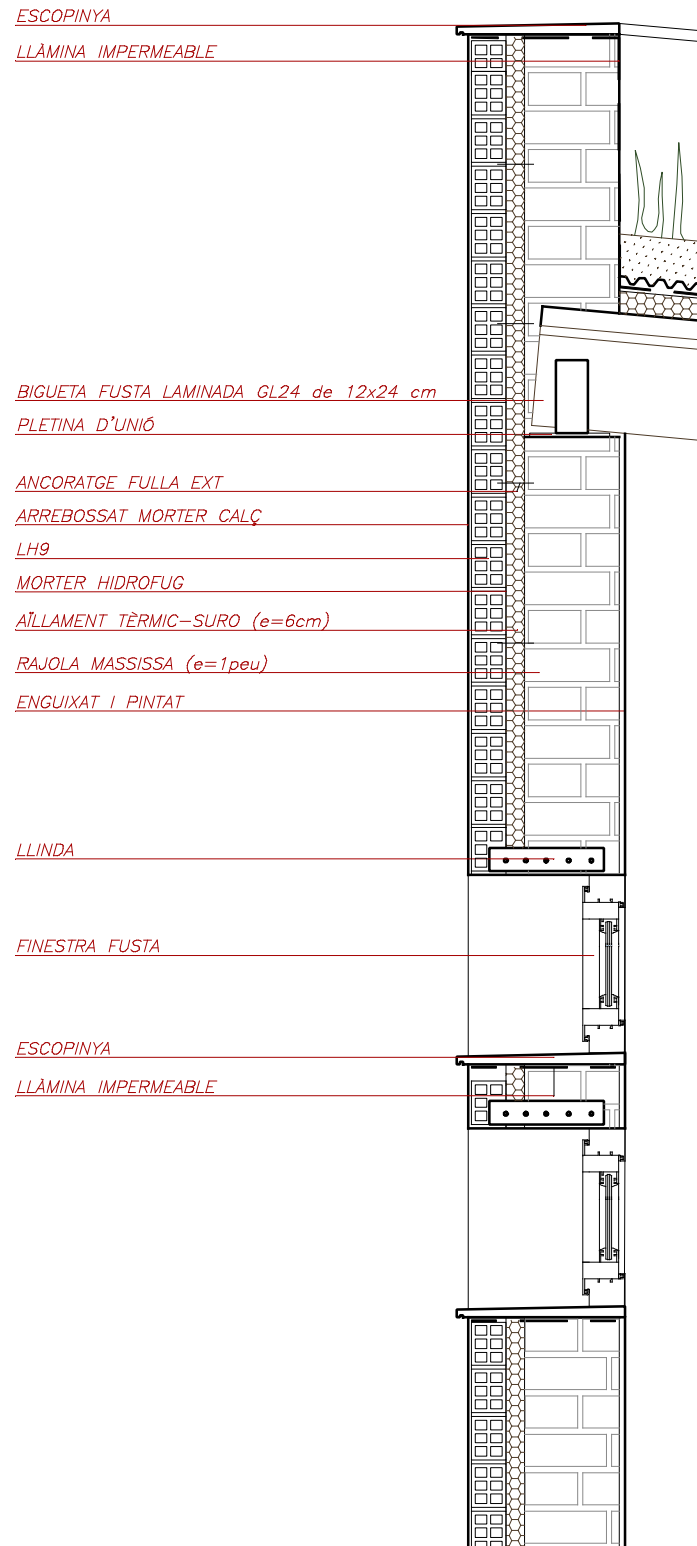 ESCOPINYA
LLÀMINA IMPERMEABLE
BIGUETA FUSTA LAMINADA GL24 de 12x24 cm
PLETINA D'UNIÓ
ANCORATGE FULLA EXT
ARREBOSSAT MORTER CALÇ
LH9
MORTER HIDROFUG
AÏLLAMENT TÈRMIC-SURO (e=6cm)
RAJOLA MASSISSA (e=1peu)
ENGUIXAT I PINTAT
LLINDA
FINESTRA FUSTA
ESCOPINYA
LLÀMINA IMPERMEABLE